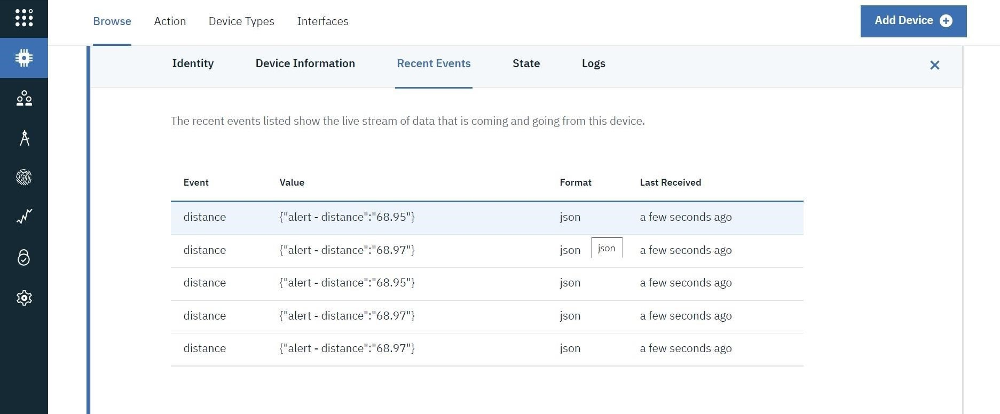 Browse Action Device Types Interfaces Add Device
Identity Device Information Recent Events State Logs
The recent events listed show the live stream of data that is coming and going from this device.
Event Value Format Last Received
distance {"alert - distance":"68.95"} json a few seconds ago
distance {"alert - distance":"68.97"} json json a few seconds ago
distance {"alert - distance":"68.95"} json a few seconds ago
distance {"alert - distance":"68.97"} json a few seconds ago
distance {"alert - distance":"68.97"} json a few seconds ago